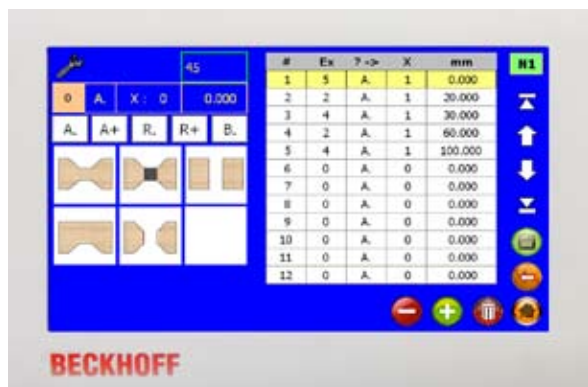 45
0 A. X: 0 0.000
A. A+ R. R+ B.
# Ex ? -> X mm
1 5 A. 1 0.000
2 2 A. 1 20.000
3 4 A. 1 30.000
4 2 A. 1 60.000
5 4 A. 1 100.000
6 0 A. 0 0.000
7 0 A. 0 0.000
8 0 A. 0 0.000
9 0 A. 0 0.000
10 0 A. 0 0.000
11 0 A. 0 0.000
12 0 A. 0 0.000
N1
BECKHOFF